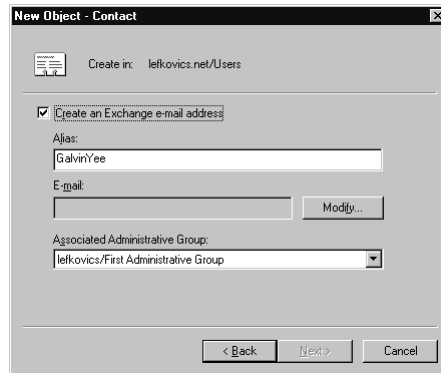 New Object - Contact
Create in: lefkovics.net/Users
Create an Exchange e-mail address
Alias:
GalvinYee
E-mail:
Modify...
Associated Administrative Group:
lefkovics/First Administrative Group
< Back Next > Cancel